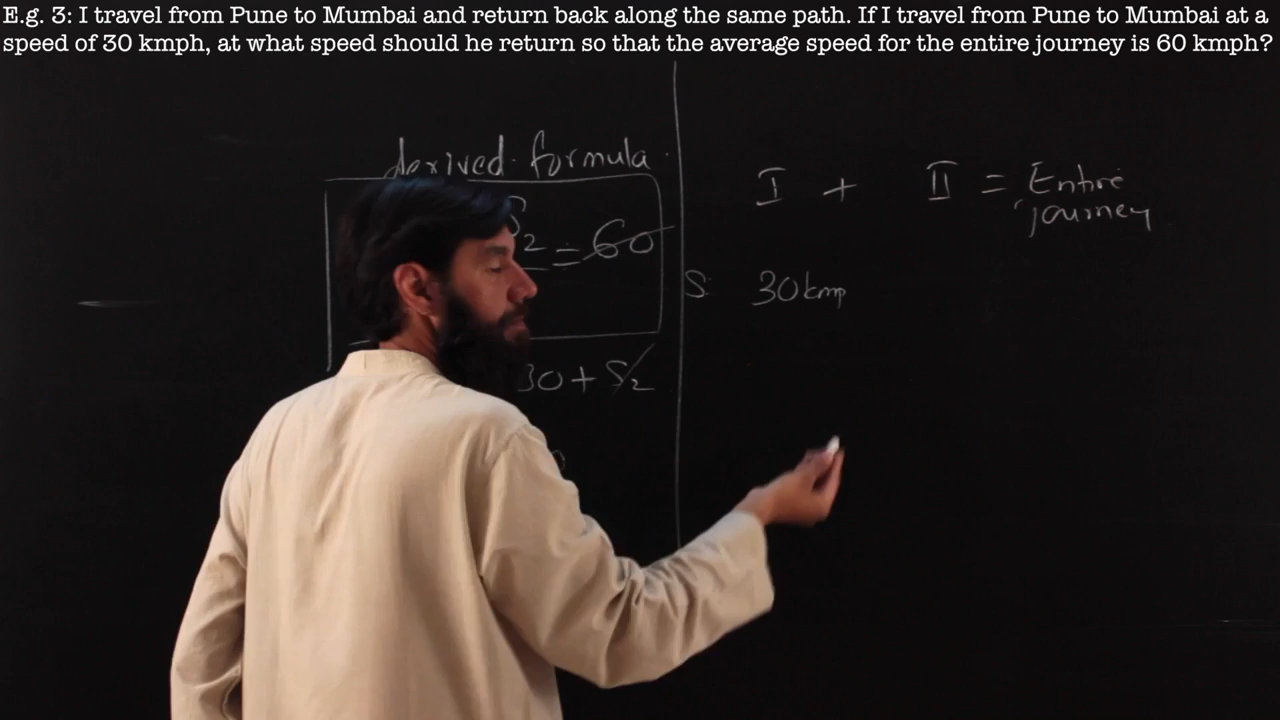 E.g. 3: I travel from Pune to Mumbai and return back along the same path. If I travel from Pune to Mumbai at a
speed of 30 kmph, at what speed should he return so that the average speed for the entire journey is 60 kmph?
derived formula
S2 = 60
30 + S2
I + II = Entire
journey
S: 30 kmp